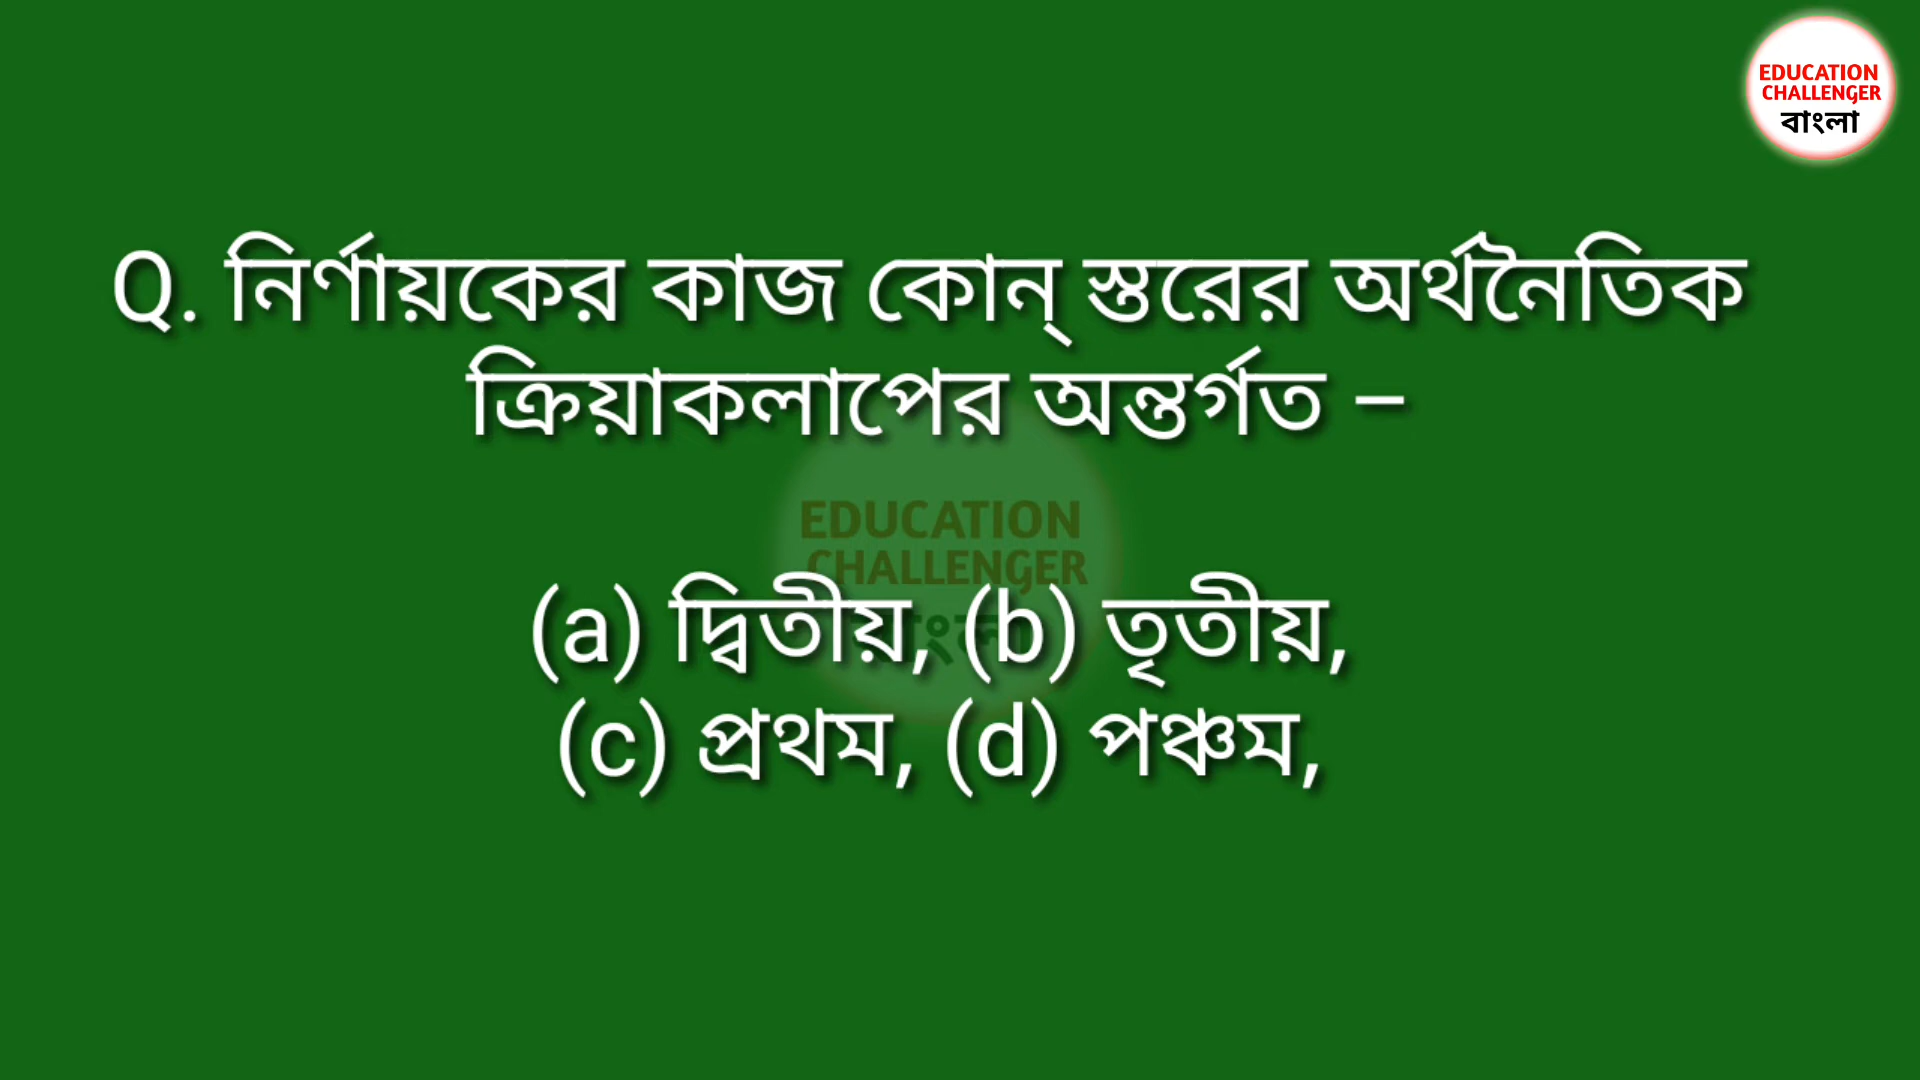 EDUCATION
CHALLENGER
বাংলা
Q. নির্ণায়কের কাজ কোন্ স্তরের অর্থনৈতিক
ক্রিয়াকলাপের অন্তর্গত –
EDUCATION
CHALLENGER
বাংলা
(a) দ্বিতীয়, (b) তৃতীয়,
(c) প্রথম, (d) পঞ্চম,